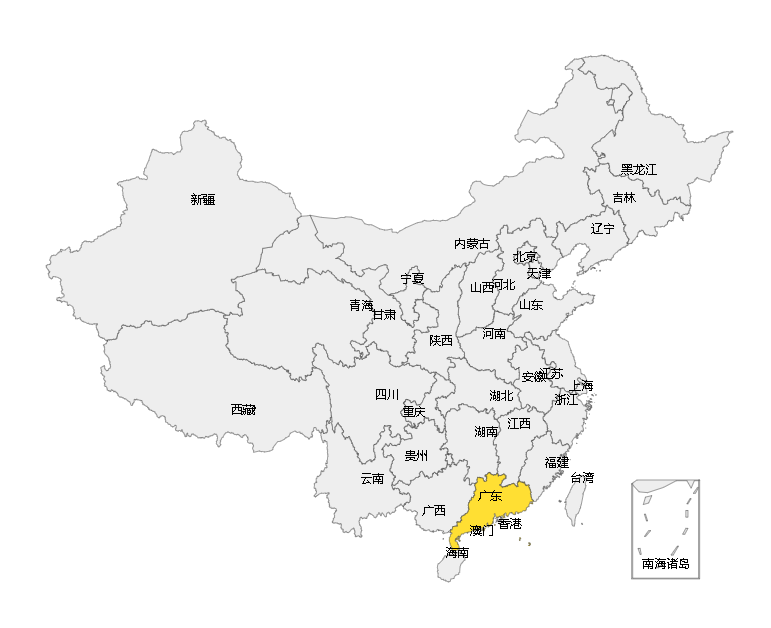 黑龙江
吉林
新疆
辽宁
内蒙古
北京
天津
宁夏
山西
河北
青海
甘肃
山东
河南
陕西
安徽
江苏
上海
四川
湖北
浙江
西藏
重庆
江西
湖南
贵州
福建
云南
台湾
广东
广西
香港
澳门
海南
南海诸岛